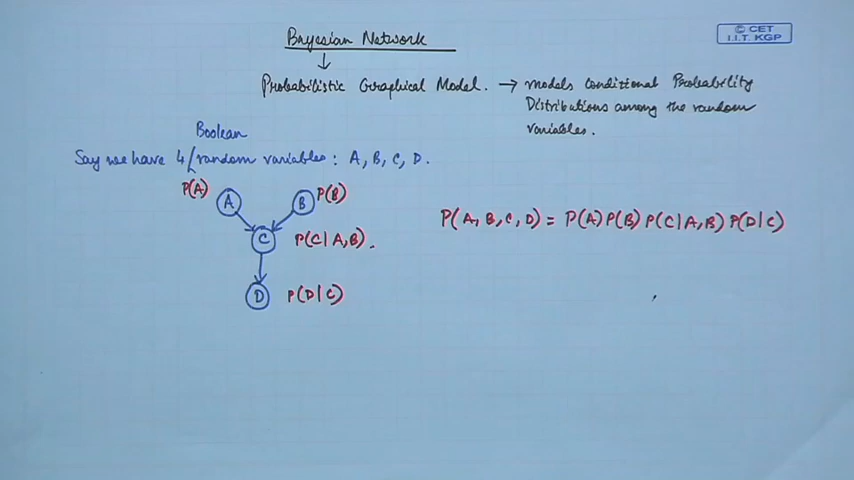 Bayesian Network
© CET
I.I.T. KGP
↓
Probabilistic Graphical Model. → models Conditional Probability
Distributions among the random
variables.
Boolean
Say we have 4 random variables : A, B, C, D.
P(A) A B P(B)
C P(C|A,B).
P(A, B, C, D) = P(A) P(B) P(C|A,B) P(D|C)
D P(D|C)